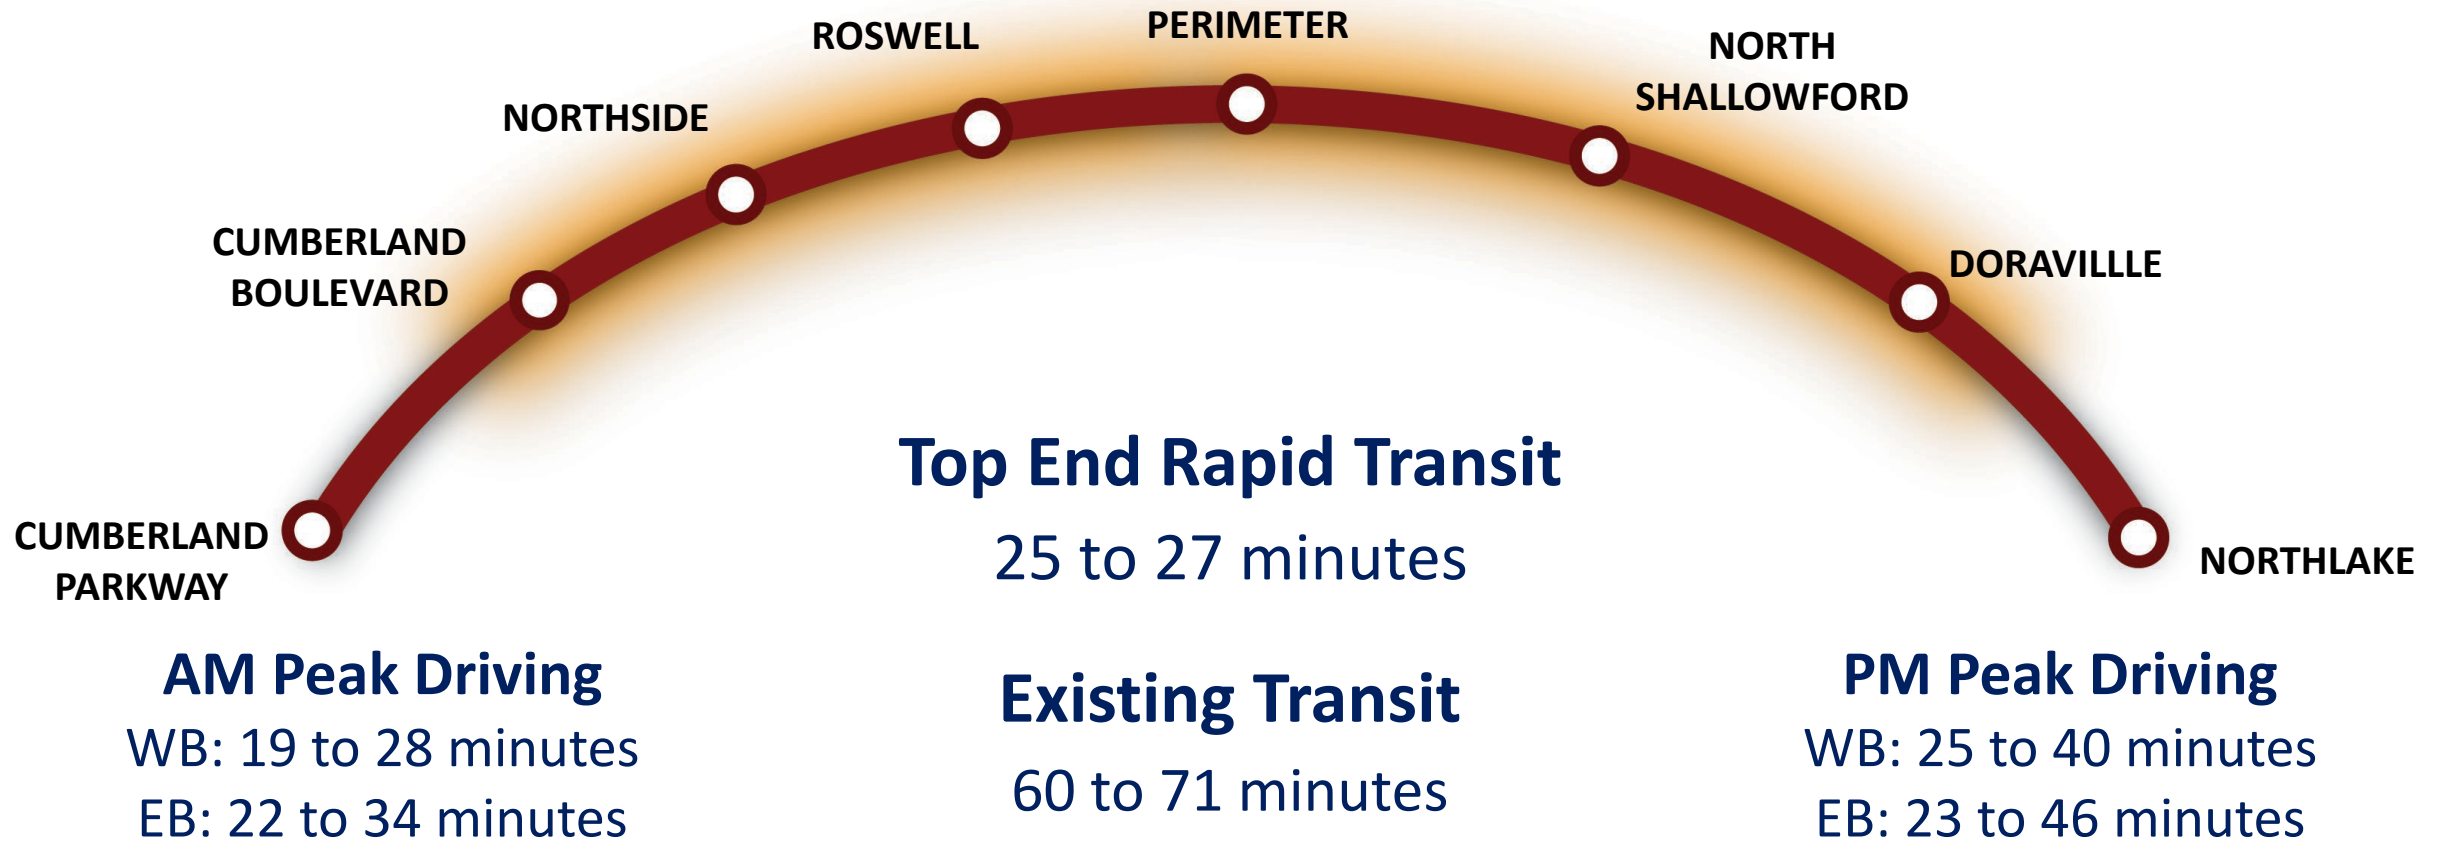 PERIMETER
ROSWELL
NORTH
SHALLOWFORD
NORTHSIDE
CUMBERLAND
BOULEVARD
DORAVILLLE
CUMBERLAND
PARKWAY
NORTHLAKE
Top End Rapid Transit
25 to 27 minutes
AM Peak Driving
WB: 19 to 28 minutes
EB: 22 to 34 minutes
Existing Transit
60 to 71 minutes
PM Peak Driving
WB: 25 to 40 minutes
EB: 23 to 46 minutes